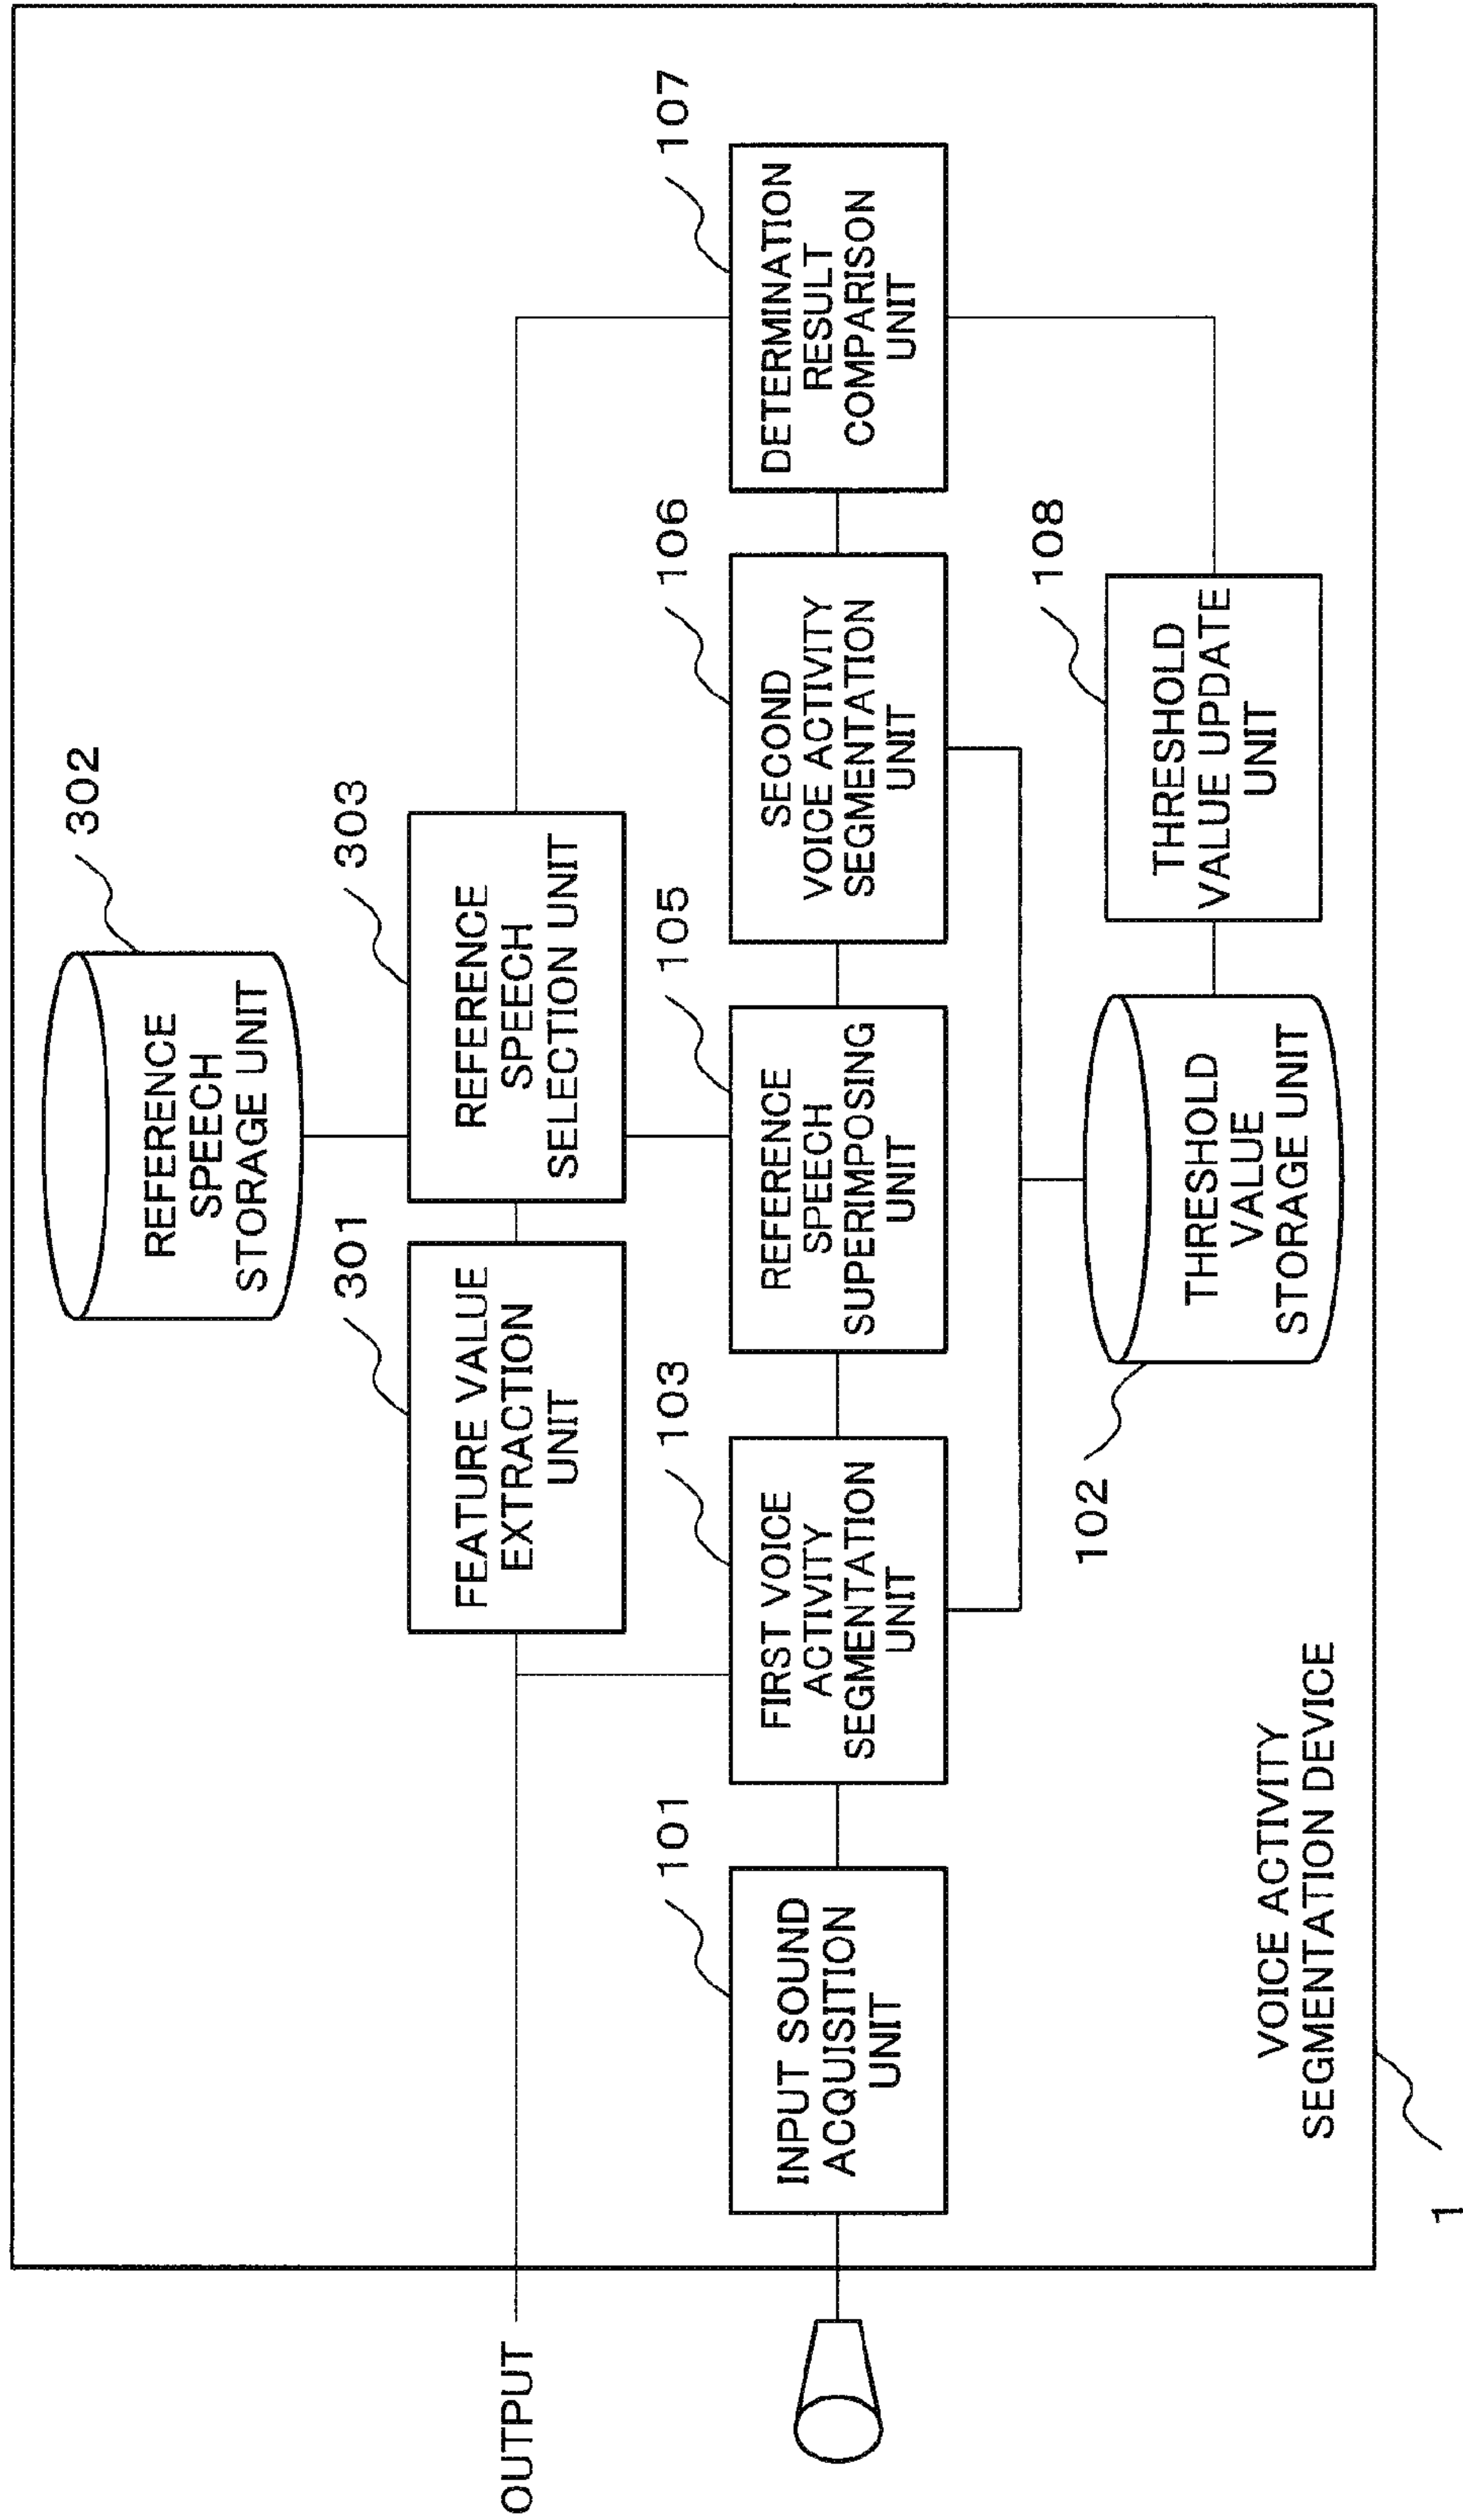 302
REFERENCE
SPEECH
STORAGE UNIT
301
FEATURE VALUE
EXTRACTION
UNIT
303
REFERENCE
SPEECH
SELECTION UNIT
OUTPUT
101
INPUT SOUND
ACQUISITION
UNIT
103
FIRST VOICE
ACTIVITY
SEGMENTATION
UNIT
105
REFERENCE
SPEECH
SUPERIMPOSING
UNIT
106
SECOND
VOICE ACTIVITY
SEGMENTATION
UNIT
107
DETERMINATION
RESULT
COMPARISON
UNIT
102
THRESHOLD
VALUE
STORAGE UNIT
108
THRESHOLD
VALUE UPDATE
UNIT
VOICE ACTIVITY
SEGMENTATION DEVICE
1